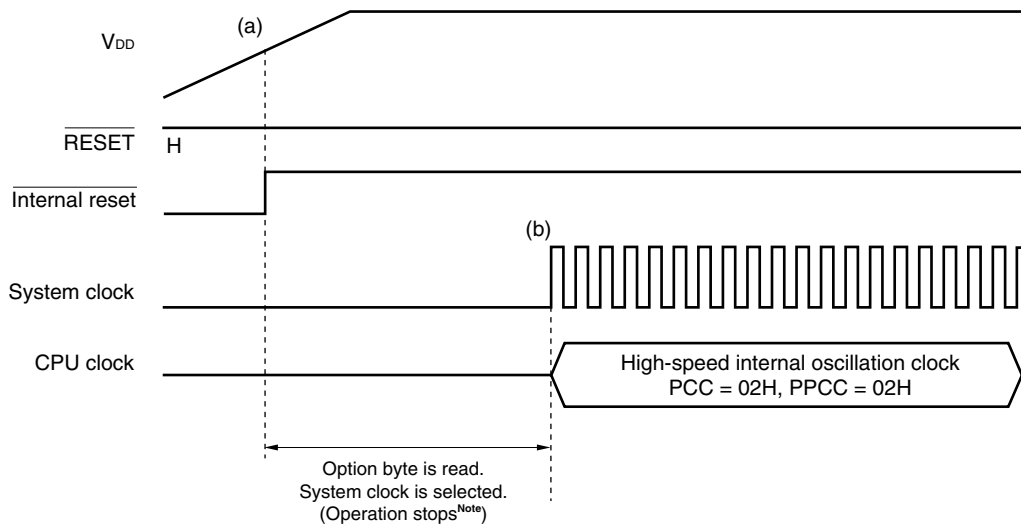 (a)
VDD
RESET
H
Internal reset
(b)
System clock
CPU clock
High-speed internal oscillation clock
PCC = 02H, PPCC = 02H
Option byte is read.
System clock is selected.
(Operation stopsNote)